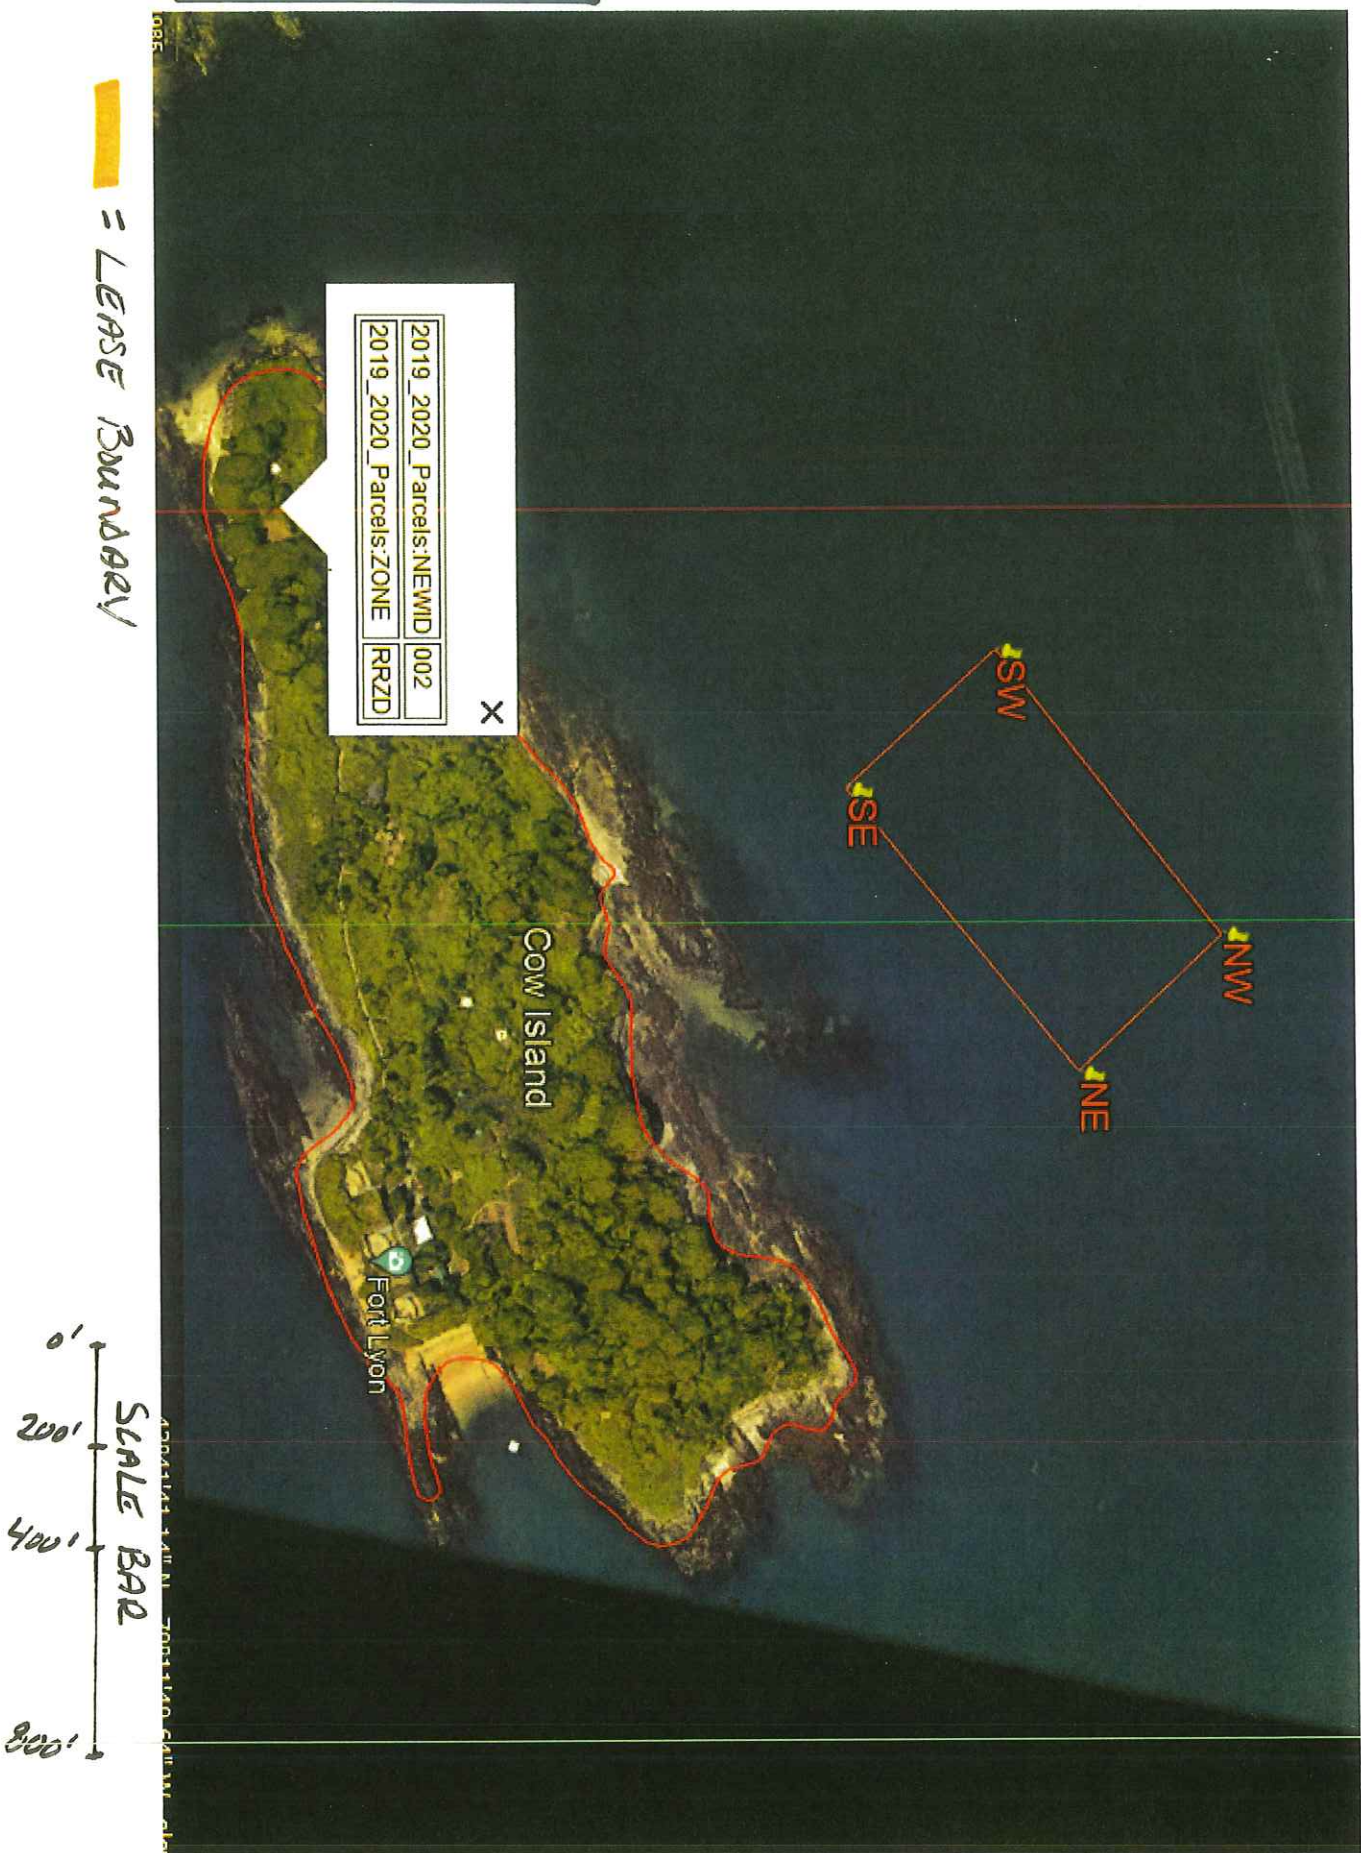 2019_2020_Parcels:NEWID 002
2019_2020_Parcels:ZONE RRZD
X
NW
NE
SW
SE
Cow Island
Fort Lyon
= LEASE BOUNDARY
SCALE BAR
0' 200' 400' 800'